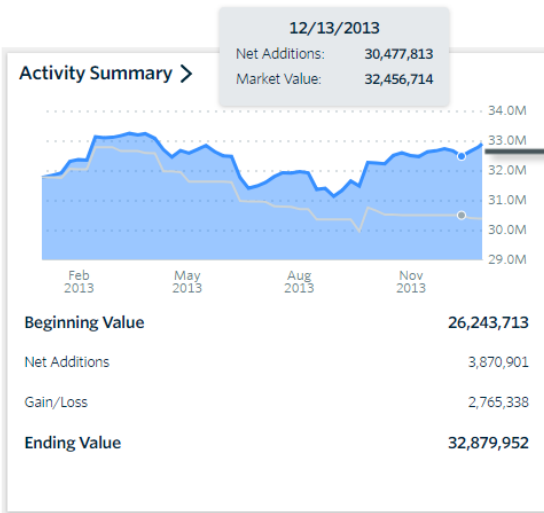 12/13/2013
Net Additions: 30,477,813
Market Value: 32,456,714
Activity Summary >
34.0M
33.0M
32.0M
31.0M
30.0M
29.0M
Feb May Aug Nov
2013 2013 2013 2013
Beginning Value 26,243,713
Net Additions 3,870,901
Gain/Loss 2,765,338
Ending Value 32,879,952